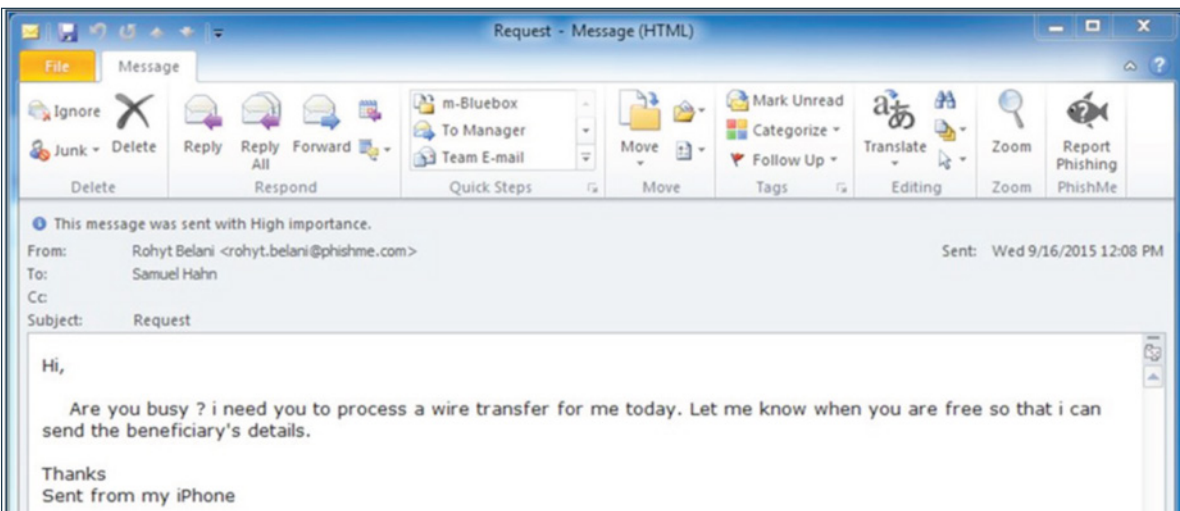 Request - Message (HTML)
File Message
Ignore
Junk
Delete
Reply
Reply All
Forward
m-Bluebox
To Manager
Team E-mail
Move
Mark Unread
Categorize
Follow Up
Translate
Zoom
Report Phishing
Delete Respond Quick Steps Move Tags Editing Zoom PhishMe
This message was sent with High importance.
From: Rohyt Belani <rohyt.belani@phishme.com> Sent: Wed 9/16/2015 12:08 PM
To: Samuel Hahn
Cc:
Subject: Request
Hi,
Are you busy ? i need you to process a wire transfer for me today. Let me know when you are free so that i can
send the beneficiary's details.
Thanks
Sent from my iPhone